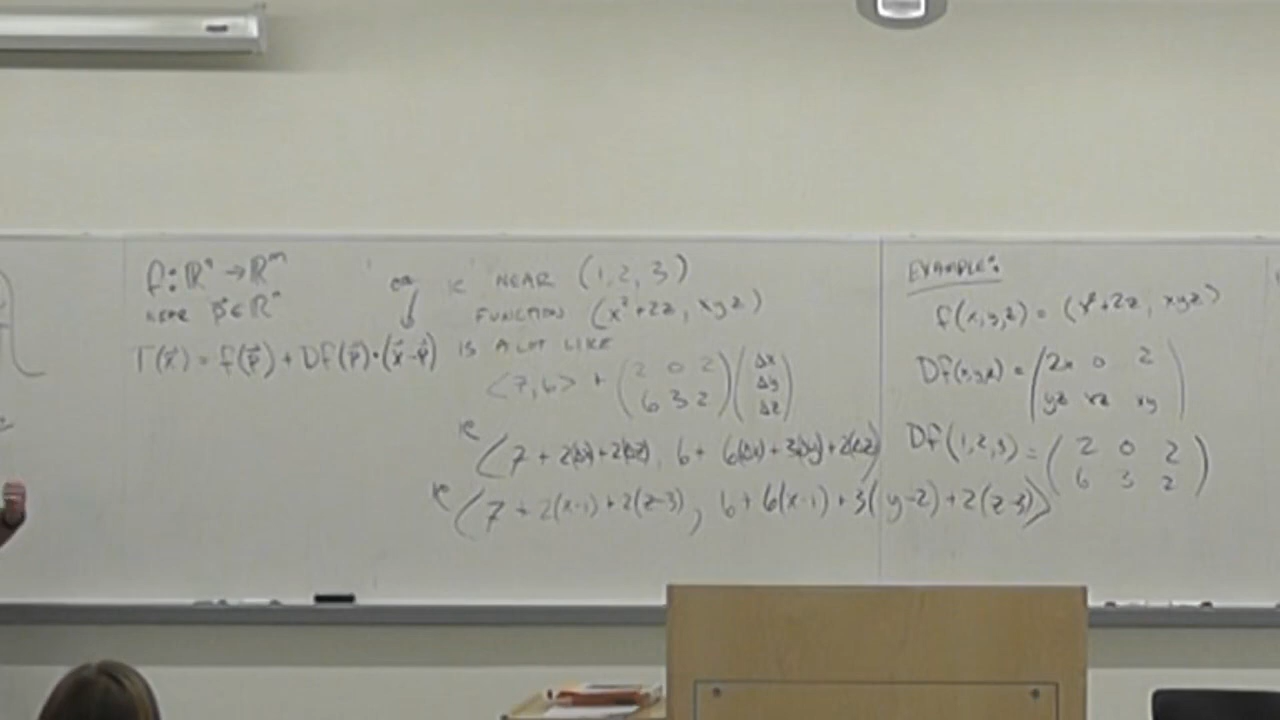 f: ℝⁿ → ℝᵐ
NEAR p⃗ ∈ ℝⁿ
T(x⃗) = f(p⃗) + Df(p⃗)·(x⃗-p⃗)
NEAR (1, 2, 3)
FUNCTION (x²+2z, xyz)
IS A LOT LIKE
<7, 6> + (2 0 2; 6 3 2)(Δx; Δy; Δz)
ie (7 + 2(Δx) + 2(Δz), 6 + 6(Δx) + 3(Δy) + 2(Δz))
ie (7 + 2(x-1) + 2(z-3), 6 + 6(x-1) + 3(y-2) + 2(z-3))
EXAMPLE:
f(x,y,z) = (x²+2z, xyz)
Df(x,y,z) = (2x 0 2; yz xz xy)
Df(1,2,3) = (2 0 2; 6 3 2)